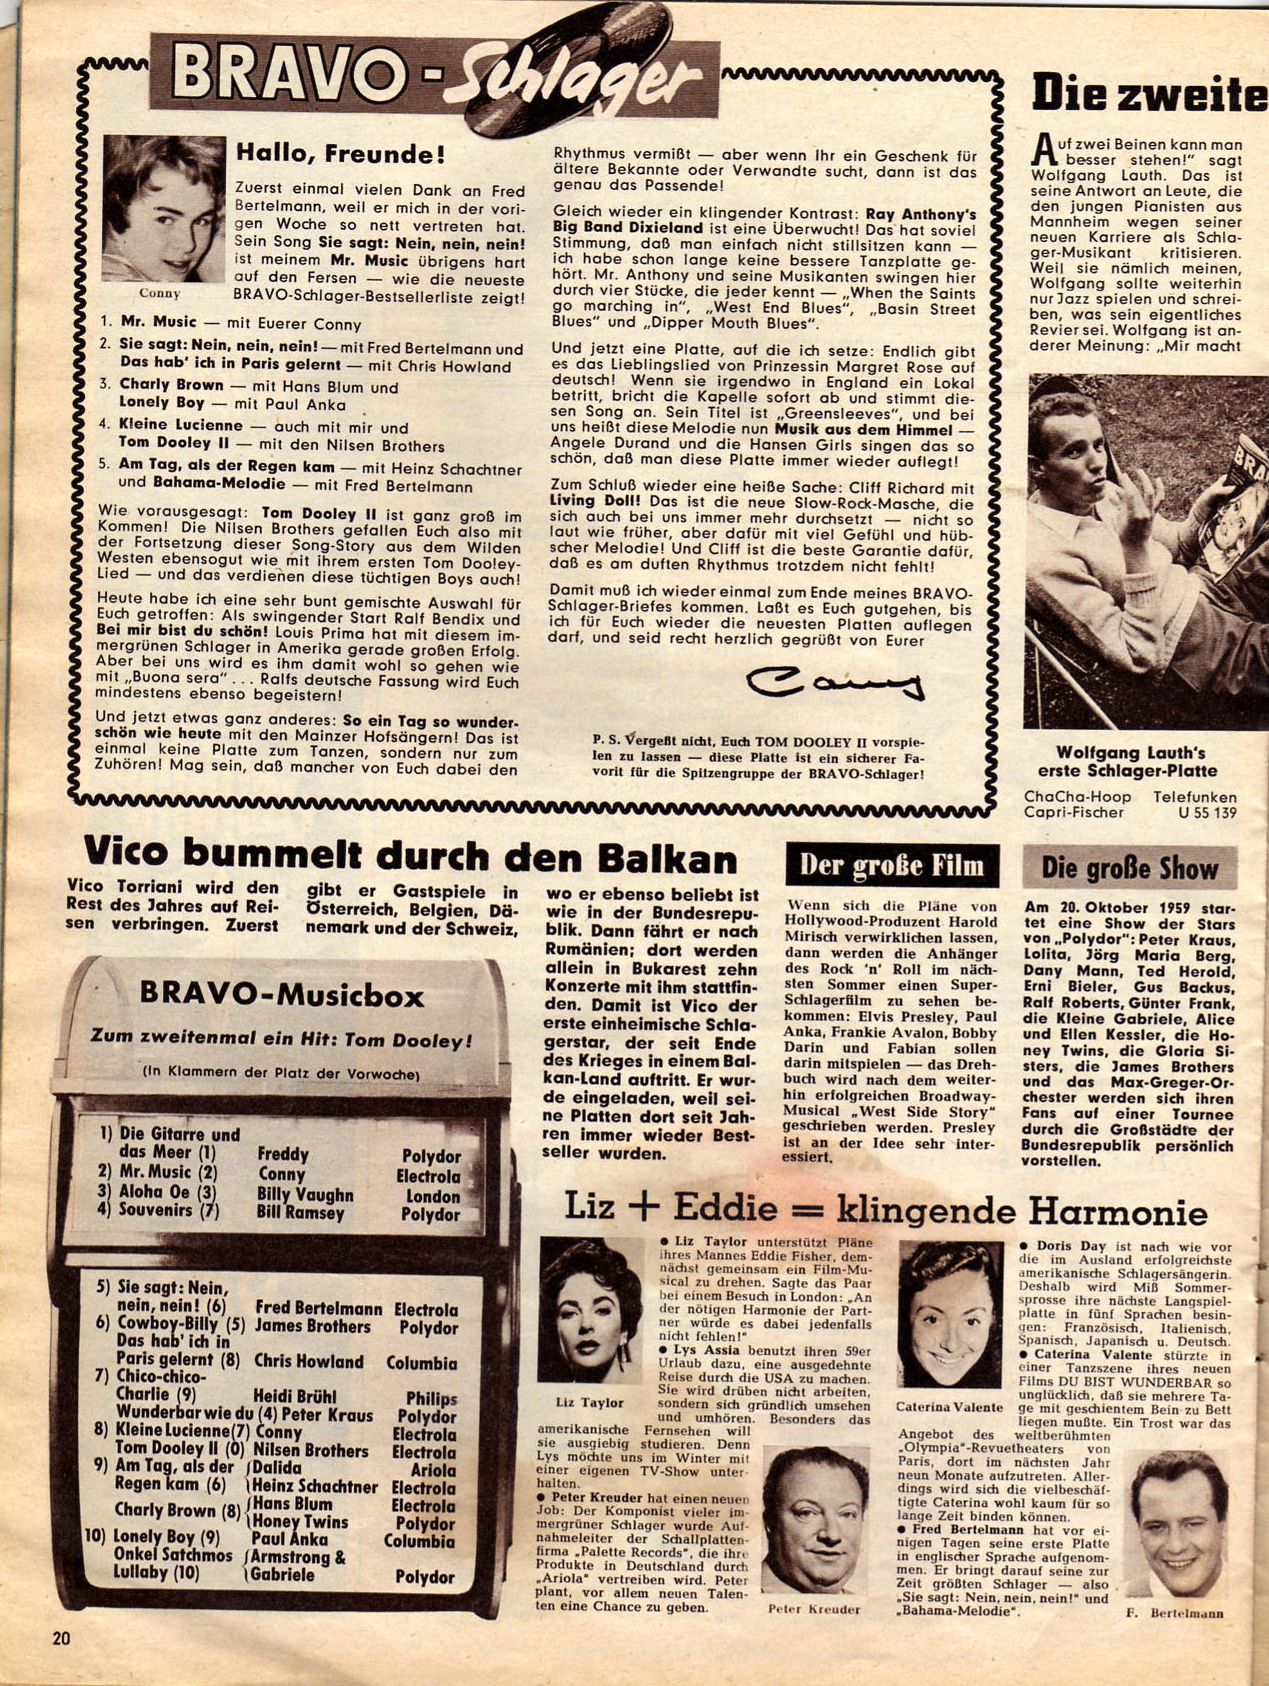 BRAVO-Schlager
Hallo, Freunde!
Zuerst einmal vielen Dank an Fred
Bertelmann, weil er mich in der vori-
gen Woche so nett vertreten hat.
Sein Song Sie sagt: Nein, nein, nein!
ist meinem Mr. Music übrigens hart
auf den Fersen — wie die neueste
BRAVO-Schlager-Bestsellerliste zeigt!
Conny
1. Mr. Music — mit Euerer Conny
2. Sie sagt: Nein, nein, nein! — mit Fred Bertelmann und
Das hab' ich in Paris gelernt — mit Chris Howland
3. Charly Brown — mit Hans Blum und
Lonely Boy — mit Paul Anka
4. Kleine Lucienne — auch mit mir und
Tom Dooley II — mit den Nilsen Brothers
5. Am Tag, als der Regen kam — mit Heinz Schachtner
und Bahama-Melodie — mit Fred Bertelmann
Wie vorausgesagt: Tom Dooley II ist ganz groß im
Kommen! Die Nilsen Brothers gefallen Euch also mit
der Fortsetzung dieser Song-Story aus dem Wilden
Westen ebensogut wie mit ihrem ersten Tom Dooley-
Lied — und das verdienen diese tüchtigen Boys auch!
Heute habe ich eine sehr bunt gemischte Auswahl für
Euch getroffen: Als swingender Start Ralf Bendix und
Bei mir bist du schön! Louis Prima hat mit diesem im-
mergrünen Schlager in Amerika gerade großen Erfolg.
Aber bei uns wird es ihm damit wohl so gehen wie
mit „Buona sera" . . . Ralfs deutsche Fassung wird Euch
mindestens ebenso begeistern!
Und jetzt etwas ganz anderes: So ein Tag so wunder-
schön wie heute mit den Mainzer Hofsängern! Das ist
einmal keine Platte zum Tanzen, sondern nur zum
Zuhören! Mag sein, daß mancher von Euch dabei den
Rhythmus vermißt — aber wenn Ihr ein Geschenk für
ältere Bekannte oder Verwandte sucht, dann ist das
genau das Passende!
Gleich wieder ein klingender Kontrast: Ray Anthony's
Big Band Dixieland ist eine Überwucht! Das hat soviel
Stimmung, daß man einfach nicht stillsitzen kann —
ich habe schon lange keine bessere Tanzplatte ge-
hört. Mr. Anthony und seine Musikanten swingen hier
durch vier Stücke, die jeder kennt — „When the Saints
go marching in", „West End Blues", „Basin Street
Blues" und „Dipper Mouth Blues".
Und jetzt eine Platte, auf die ich setze: Endlich gibt
es das Lieblingslied von Prinzessin Margret Rose auf
deutsch! Wenn sie irgendwo in England ein Lokal
betritt, bricht die Kapelle sofort ab und stimmt die-
sen Song an. Sein Titel ist „Greensleeves", und bei
uns heißt diese Melodie nun Musik aus dem Himmel —
Angele Durand und die Hansen Girls singen das so
schön, daß man diese Platte immer wieder auflegt!
Zum Schluß wieder eine heiße Sache: Cliff Richard mit
Living Doll! Das ist die neue Slow-Rock-Masche, die
sich auch bei uns immer mehr durchsetzt — nicht so
laut wie früher, aber dafür mit viel Gefühl und hüb-
scher Melodie! Und Cliff ist die beste Garantie dafür,
daß es am duften Rhythmus trotzdem nicht fehlt!
Damit muß ich wieder einmal zum Ende meines BRAVO-
Schlager-Briefes kommen. Laßt es Euch gutgehen, bis
ich für Euch wieder die neuesten Platten auflegen
darf, und seid recht herzlich gegrüßt von Eurer
Conny
P. S. Vergeßt nicht, Euch TOM DOOLEY II vorspie-
len zu lassen — diese Platte ist ein sicherer Fa-
vorit für die Spitzengruppe der BRAVO-Schlager!
Die zweite
Auf zwei Beinen kann man
besser stehen!" sagt
Wolfgang Lauth. Das ist
seine Antwort an Leute, die
den jungen Pianisten aus
Mannheim wegen seiner
neuen Karriere als Schla-
ger-Musikant kritisieren.
Weil sie nämlich meinen,
Wolfgang sollte weiterhin
nur Jazz spielen und schrei-
ben, was sein eigentliches
Revier sei. Wolfgang ist an-
derer Meinung: „Mir macht
BRA
Wolfgang Lauth's
erste Schlager-Platte
ChaCha-Hoop Telefunken
Capri-Fischer U 55 139
Vico bummelt durch den Balkan
Vico Torriani wird den
Rest des Jahres auf Rei-
sen verbringen. Zuerst
gibt er Gastspiele in
Österreich, Belgien, Dä-
nemark und der Schweiz,
wo er ebenso beliebt ist
wie in der Bundesrepu-
blik. Dann fährt er nach
Rumänien; dort werden
allein in Bukarest zehn
Konzerte mit ihm stattfin-
den. Damit ist Vico der
erste einheimische Schla-
gerstar, der seit Ende
des Krieges in einem Bal-
kan-Land auftritt. Er wur-
de eingeladen, weil sei-
ne Platten dort seit Jah-
ren immer wieder Best-
seller wurden.
BRAVO-Musicbox
Zum zweitenmal ein Hit: Tom Dooley!
(In Klammern der Platz der Vorwoche)
1) Die Gitarre und
das Meer (1) Freddy Polydor
2) Mr. Music (2) Conny Electrola
3) Aloha Oe (3) Billy Vaughn London
4) Souvenirs (7) Bill Ramsey Polydor
5) Sie sagt: Nein,
nein, nein! (6) Fred Bertelmann Electrola
6) Cowboy-Billy (5) James Brothers Polydor
Das hab' ich in
Paris gelernt (8) Chris Howland Columbia
7) Chico-chico-
Charlie (9) Heidi Brühl Philips
Wunderbar wie du (4) Peter Kraus Polydor
8) Kleine Lucienne (7) Conny Electrola
Tom Dooley II (0) Nilsen Brothers Electrola
9) Am Tag, als der Dalida Ariola
Regen kam (6) Heinz Schachtner Electrola
Charly Brown (8) Hans Blum Electrola
Honey Twins Polydor
10) Lonely Boy (9) Paul Anka Columbia
Onkel Satchmos Armstrong &
Lullaby (10) Gabriele Polydor
Der große Film
Wenn sich die Pläne von
Hollywood-Produzent Harold
Mirisch verwirklichen lassen,
dann werden die Anhänger
des Rock 'n' Roll im näch-
sten Sommer einen Super-
Schlagerfilm zu sehen be-
kommen: Elvis Presley, Paul
Anka, Frankie Avalon, Bobby
Darin und Fabian sollen
darin mitspielen — das Dreh-
buch wird nach dem weiter-
hin erfolgreichen Broadway-
Musical „West Side Story"
geschrieben werden. Presley
ist an der Idee sehr inter-
essiert.
Die große Show
Am 20. Oktober 1959 star-
tet eine Show der Stars
von „Polydor": Peter Kraus,
Lolita, Jörg Maria Berg,
Dany Mann, Ted Herold,
Erni Bieler, Gus Backus,
Ralf Roberts, Günter Frank,
die Kleine Gabriele, Alice
und Ellen Kessler, die Ho-
ney Twins, die Gloria Si-
sters, die James Brothers
und das Max-Greger-Or-
chester werden sich ihren
Fans auf einer Tournee
durch die Großstädte der
Bundesrepublik persönlich
vorstellen.
Liz + Eddie = klingende Harmonie
• Liz Taylor unterstützt Pläne
ihres Mannes Eddie Fisher, dem-
nächst gemeinsam ein Film-Mu-
sical zu drehen. Sagte das Paar
bei einem Besuch in London: „An
der nötigen Harmonie der Part-
ner würde es dabei jedenfalls
nicht fehlen!"
• Lys Assia benutzt ihren 59er
Urlaub dazu, eine ausgedehnte
Reise durch die USA zu machen.
Sie wird drüben nicht arbeiten,
sondern sich gründlich umsehen
und umhören. Besonders das
amerikanische Fernsehen will
sie ausgiebig studieren. Denn
Lys möchte uns im Winter mit
einer eigenen TV-Show unter-
halten.
• Peter Kreuder hat einen neuen
Job: Der Komponist vieler im-
mergrüner Schlager wurde Auf-
nahmeleiter der Schallplatten-
firma „Palette Records", die ihre
Produkte in Deutschland durch
„Ariola" vertreiben wird. Peter
plant, vor allem neuen Talen-
ten eine Chance zu geben.
Liz Taylor
Peter Kreuder
Caterina Valente
• Doris Day ist nach wie vor
die im Ausland erfolgreichste
amerikanische Schlagersängerin.
Deshalb wird Miß Sommer-
sprosse ihre nächste Langspiel-
platte in fünf Sprachen besin-
gen: Französisch, Italienisch,
Spanisch, Japanisch u. Deutsch.
• Caterina Valente stürzte in
einer Tanzszene ihres neuen
Films DU BIST WUNDERBAR so
unglücklich, daß sie mehrere Ta-
ge mit geschientem Bein zu Bett
liegen mußte. Ein Trost war das
Angebot des weltberühmten
„Olympia"-Revuetheaters von
Paris, dort im nächsten Jahr
neun Monate aufzutreten. Aller-
dings wird sich die vielbeschäf-
tigte Caterina wohl kaum für so
lange Zeit binden können.
• Fred Bertelmann hat vor ei-
nigen Tagen seine erste Platte
in englischer Sprache aufgenom-
men. Er bringt darauf seine zur
Zeit größten Schlager — also
„Sie sagt: Nein, nein, nein!" und
„Bahama-Melodie".
F. Bertelmann
20